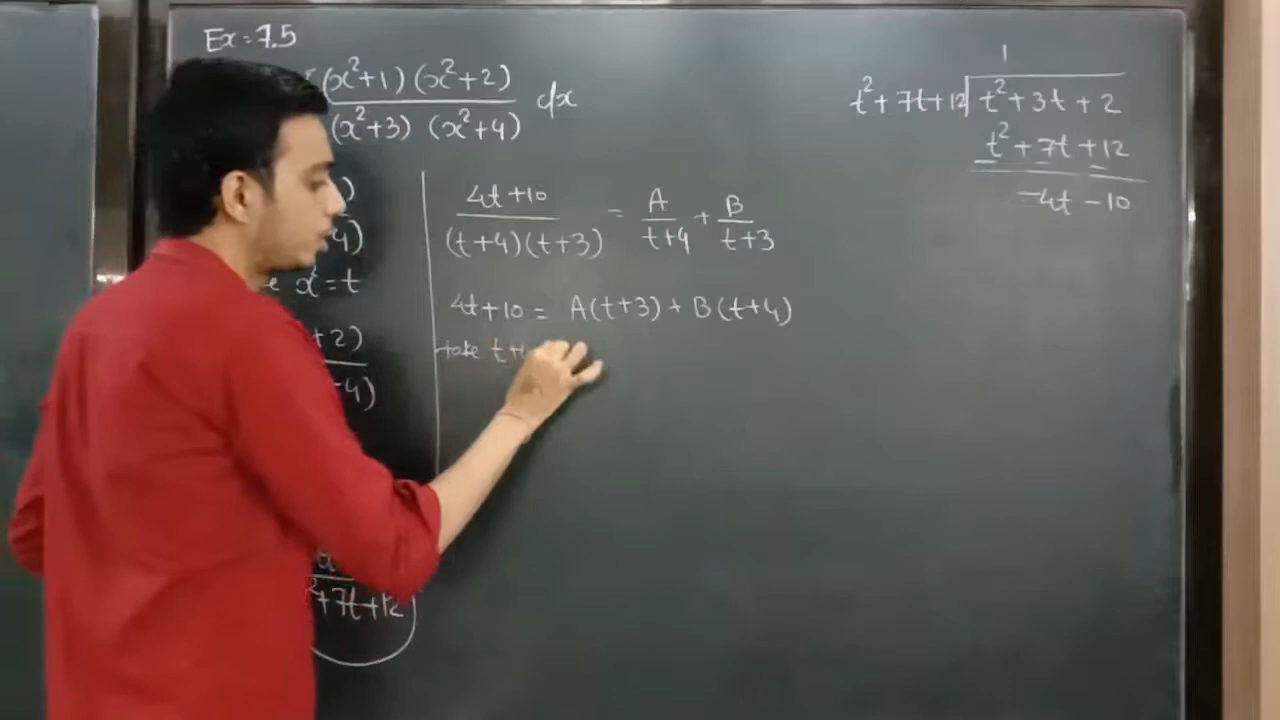 Ex = 7.5
(x²+1) (x²+2)
(x²+3) (x²+4) dx
x² = t
+2)
-4)
²+7t+12
4t+10 / (t+4)(t+3) = A / t+4 + B / t+3
4t+10 = A(t+3) + B(t+4)
take t+
1
t²+7t+12 t²+3t+2
t²+7t+12
-4t-10